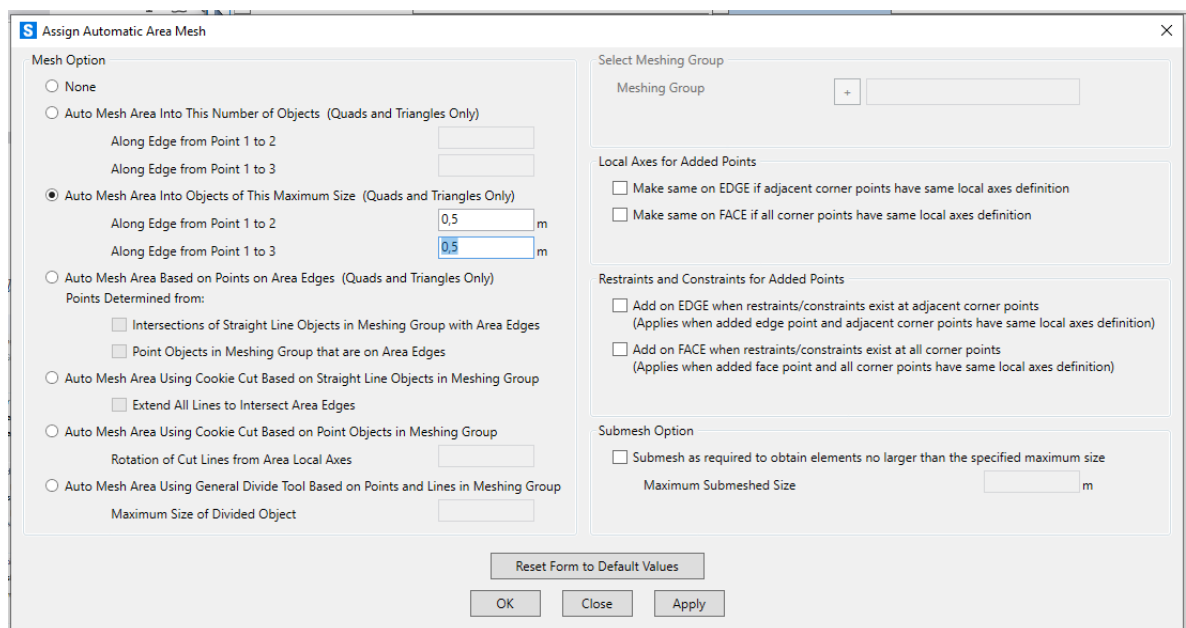 S Assign Automatic Area Mesh
Mesh Option
None
Auto Mesh Area Into This Number of Objects (Quads and Triangles Only)
Along Edge from Point 1 to 2
Along Edge from Point 1 to 3
Auto Mesh Area Into Objects of This Maximum Size (Quads and Triangles Only)
Along Edge from Point 1 to 2 0,5 m
Along Edge from Point 1 to 3 0,5 m
Auto Mesh Area Based on Points on Area Edges (Quads and Triangles Only)
Points Determined from:
Intersections of Straight Line Objects in Meshing Group with Area Edges
Point Objects in Meshing Group that are on Area Edges
Auto Mesh Area Using Cookie Cut Based on Straight Line Objects in Meshing Group
Extend All Lines to Intersect Area Edges
Auto Mesh Area Using Cookie Cut Based on Point Objects in Meshing Group
Rotation of Cut Lines from Area Local Axes
Auto Mesh Area Using General Divide Tool Based on Points and Lines in Meshing Group
Maximum Size of Divided Object
Select Meshing Group
Meshing Group +
Local Axes for Added Points
Make same on EDGE if adjacent corner points have same local axes definition
Make same on FACE if all corner points have same local axes definition
Restraints and Constraints for Added Points
Add on EDGE when restraints/constraints exist at adjacent corner points
(Applies when added edge point and adjacent corner points have same local axes definition)
Add on FACE when restraints/constraints exist at all corner points
(Applies when added face point and all corner points have same local axes definition)
Submesh Option
Submesh as required to obtain elements no larger than the specified maximum size
Maximum Submeshed Size m
Reset Form to Default Values
OK Close Apply